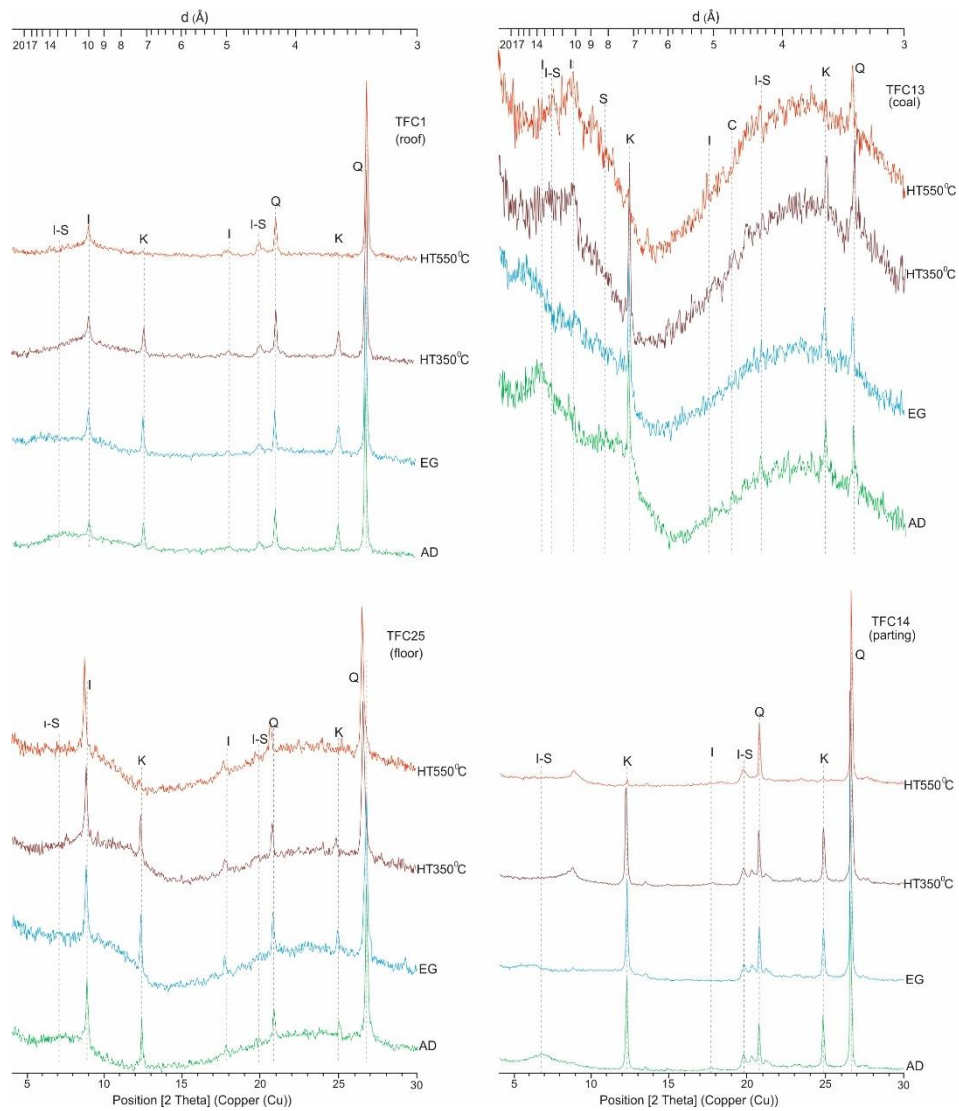 d (Å)
20 17 14 10 9 8 7 6 5 4 3
TFC1
(roof)
Q
I-S I K I I-S Q K
HT550⁰C
HT350⁰C
EG
AD
d (Å)
20 17 14 10 9 8 7 6 5 4 3
I I-S I S K I C I-S K Q
TFC13
(coal)
HT550⁰C
HT350⁰C
EG
AD
TFC25
(floor)
Q
I-S I K I I-S Q K
HT550⁰C
HT350⁰C
EG
AD
5 10 15 20 25 30
Position [2 Theta] (Copper (Cu))
TFC14
(parting)
Q
I-S K I I-S Q K
HT550⁰C
HT350⁰C
EG
AD
5 10 15 20 25 30
Position [2 Theta] (Copper (Cu))